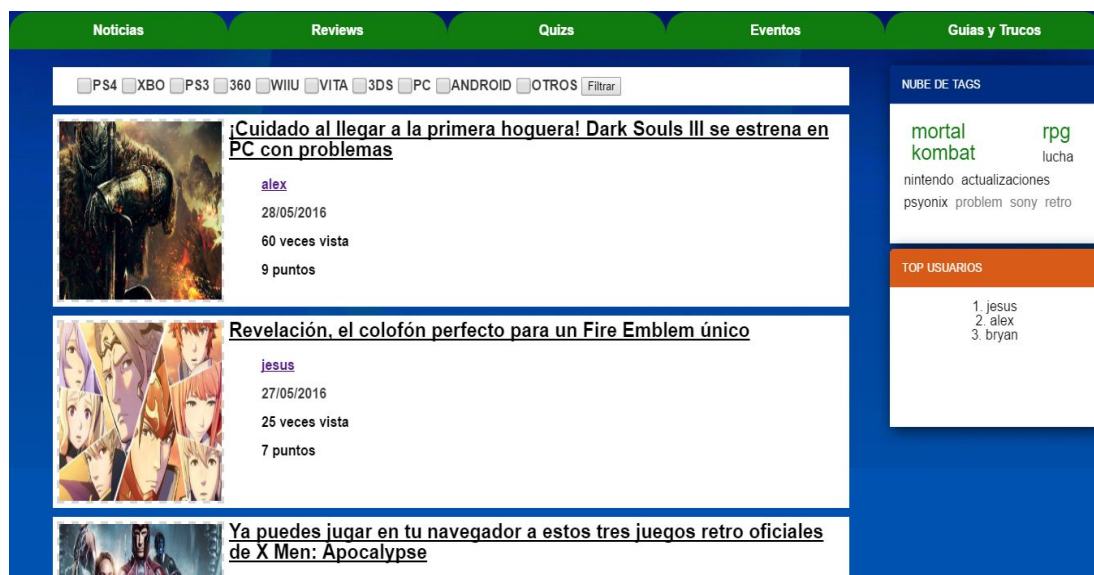 Noticias Reviews Quizs Eventos Guias y Trucos
PS4 XBO PS3 360 WIIU VITA 3DS PC ANDROID OTROS Filtrar
¡Cuidado al llegar a la primera hoguera! Dark Souls III se estrena en
PC con problemas
alex
28/05/2016
60 veces vista
9 puntos
Revelación, el colofón perfecto para un Fire Emblem único
jesus
27/05/2016
25 veces vista
7 puntos
Ya puedes jugar en tu navegador a estos tres juegos retro oficiales
de X Men: Apocalypse
NUBE DE TAGS
mortal rpg
kombat lucha
nintendo actualizaciones
psyonix problem sony retro
TOP USUARIOS
1. jesus
2. alex
3. bryan